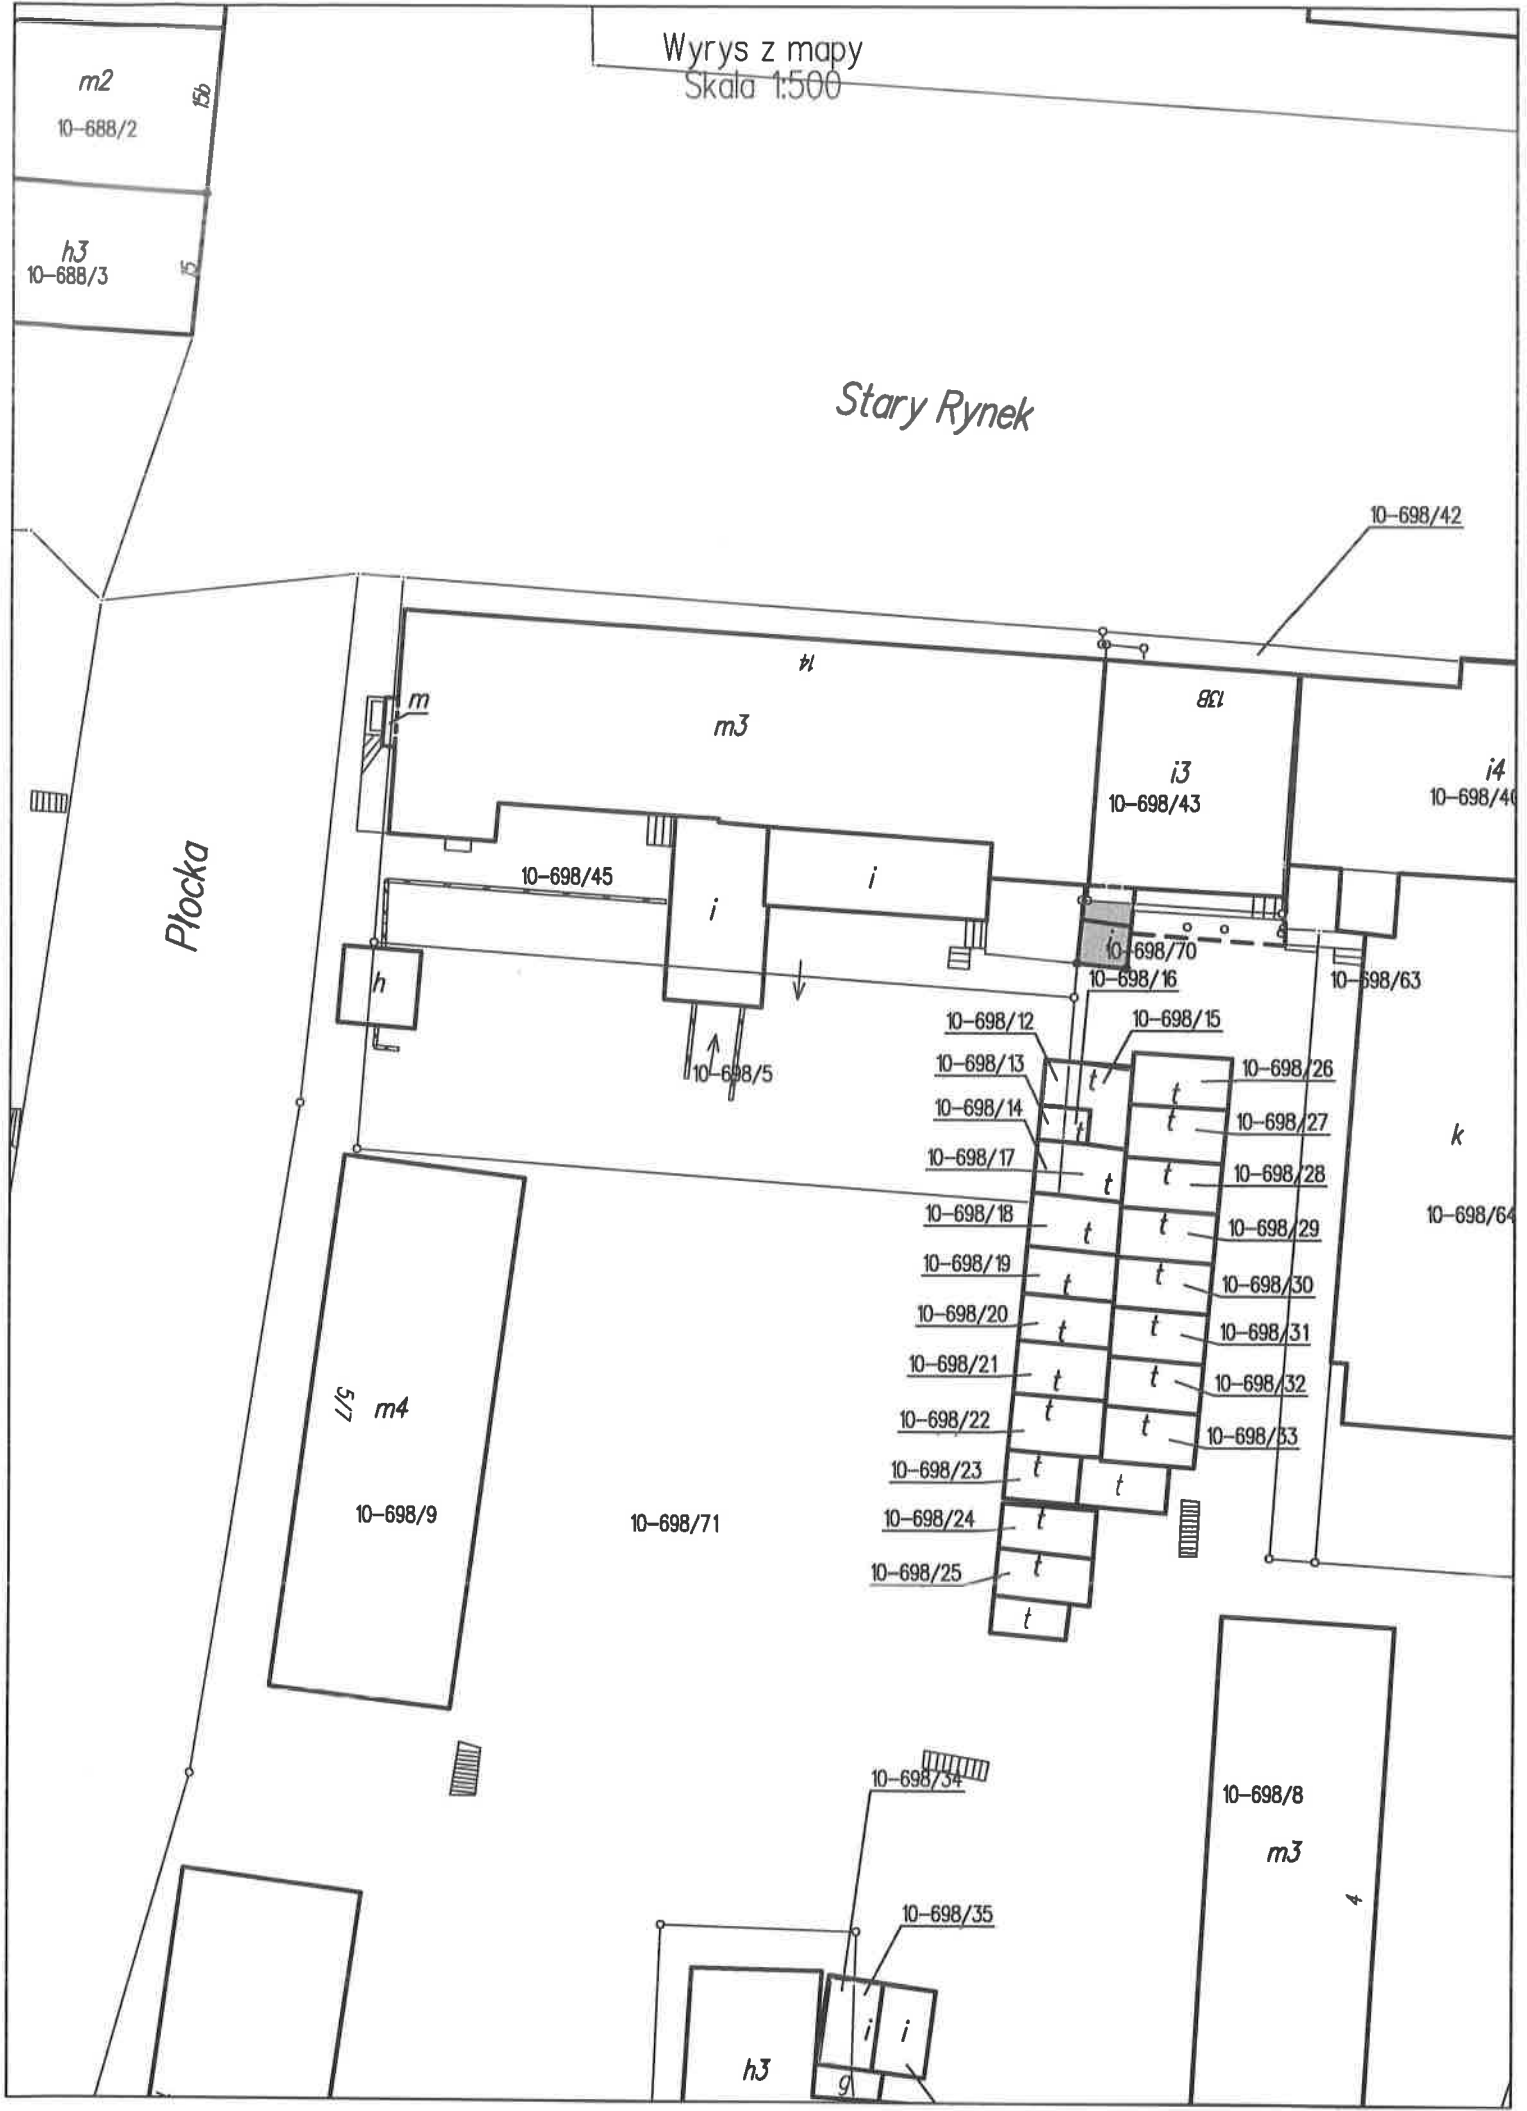 Wyrys z mapy
Skala 1:500
m2
10-688/2
15b
h3
10-688/3
15
Stary Rynek
10-698/42
14
m3
m
13B
i3
10-698/43
i4
10-698/4
Płocka
10-698/45
i
i
i
10-698/70
10-698/63
h
10-698/16
10-698/12
10-698/15
10-698/5
10-698/13
t
10-698/26
t
10-698/14
t
t
10-698/27
k
10-698/17
t
t
10-698/28
10-698/64
10-698/18
t
t
10-698/29
10-698/19
t
t
10-698/30
10-698/20
t
t
10-698/31
10-698/21
t
t
10-698/32
5/7
m4
10-698/22
t
t
10-698/33
10-698/23
t
t
10-698/9
10-698/71
10-698/24
t
10-698/25
t
t
10-698/34
10-698/8
m3
4
10-698/35
i
i
h3
g